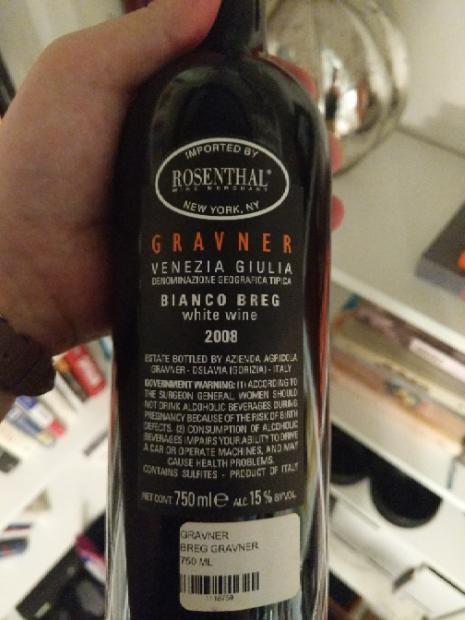 IMPORTED BY
ROSENTHAL®
WINE MERCHANT
NEW YORK, NY
GRAVNER
VENEZIA GIULIA
DENOMINAZIONE GEOGRAFICA TIPICA
BIANCO BREG
white wine
2008
ESTATE BOTTLED BY AZIENDA AGRICOLA
GRAVNER - OSLAVIA (GORIZIA) - ITALY
GOVERNMENT WARNING: (1) ACCORDING TO
THE SURGEON GENERAL, WOMEN SHOULD
NOT DRINK ALCOHOLIC BEVERAGES DURING
PREGNANCY BECAUSE OF THE RISK OF BIRTH
DEFECTS. (2) CONSUMPTION OF ALCOHOLIC
BEVERAGES IMPAIRS YOUR ABILITY TO DRIVE
A CAR OR OPERATE MACHINES, AND MAY
CAUSE HEALTH PROBLEMS.
CONTAINS SULFITES - PRODUCT OF ITALY
NET CONT 750 ml ℮ ALC. 15 % BY VOL.
GRAVNER
BREG GRAVNER
750 ML